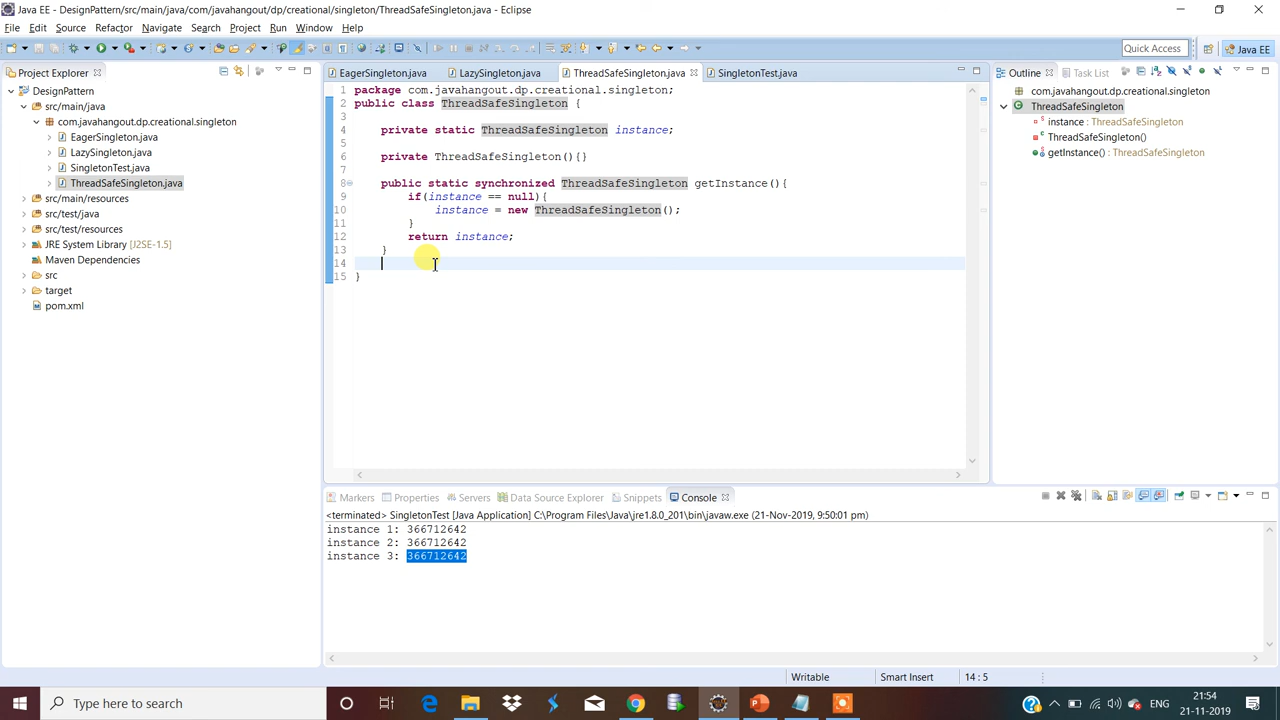 Java EE - DesignPattern/src/main/java/com/javahangout/dp/creational/singleton/ThreadSafeSingleton.java - Eclipse
File Edit Source Refactor Navigate Search Project Run Window Help
Quick Access
Java EE
Project Explorer
DesignPattern
src/main/java
com.javahangout.dp.creational.singleton
EagerSingleton.java
LazySingleton.java
SingletonTest.java
ThreadSafeSingleton.java
src/main/resources
src/test/java
src/test/resources
JRE System Library [J2SE-1.5]
Maven Dependencies
src
target
pom.xml
EagerSingleton.java LazySingleton.java ThreadSafeSingleton.java SingletonTest.java
1 package com.javahangout.dp.creational.singleton;
2 public class ThreadSafeSingleton {
3
4 private static ThreadSafeSingleton instance;
5
6 private ThreadSafeSingleton(){}
7
8 public static synchronized ThreadSafeSingleton getInstance(){
9 if(instance == null){
10 instance = new ThreadSafeSingleton();
11 }
12 return instance;
13 }
14
15 }
Outline Task List
com.javahangout.dp.creational.singleton
ThreadSafeSingleton
instance : ThreadSafeSingleton
ThreadSafeSingleton()
getInstance() : ThreadSafeSingleton
Markers Properties Servers Data Source Explorer Snippets Console
<terminated> SingletonTest [Java Application] C:\Program Files\Java\jre1.8.0_201\bin\javaw.exe (21-Nov-2019, 9:50:01 pm)
instance 1: 366712642
instance 2: 366712642
instance 3: 366712642
Writable Smart Insert 14 : 5
Type here to search
ENG
21:54
21-11-2019